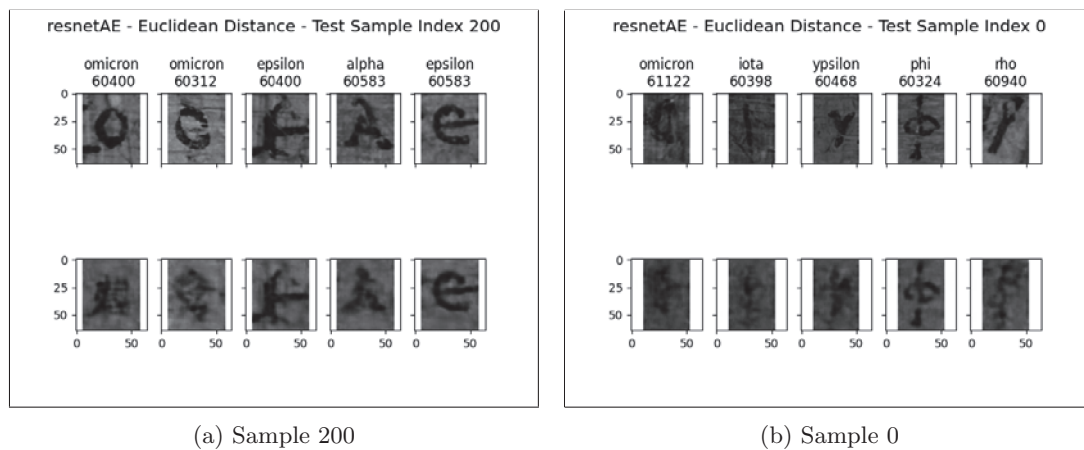 resnetAE - Euclidean Distance - Test Sample Index 200
omicron omicron epsilon alpha epsilon
60400 60312 60400 60583 60583
0
25
50
0
25
50
0 50 0 50 0 50 0 50 0 50
(a) Sample 200
resnetAE - Euclidean Distance - Test Sample Index 0
omicron iota ypsilon phi rho
61122 60398 60468 60324 60940
0
25
50
0
25
50
0 50 0 50 0 50 0 50 0 50
(b) Sample 0